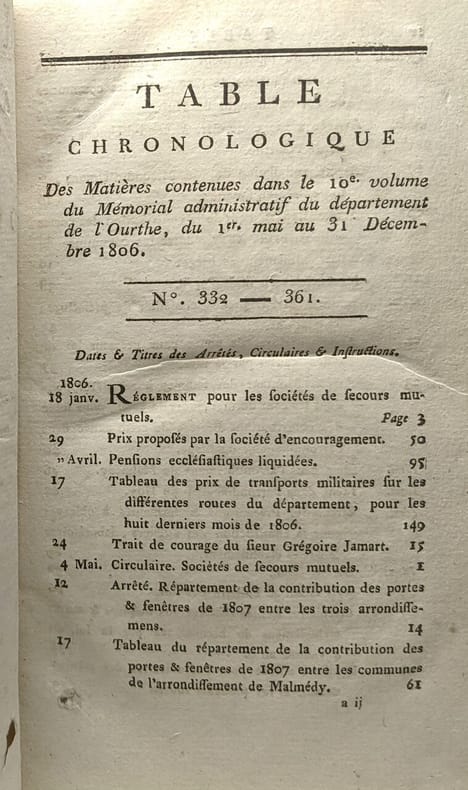 TABLE
CHRONOLOGIQUE
Des Matières contenues dans le 10e. volume
du Mémorial administratif du département
de l'Ourthe, du 1er. mai au 31 Décem-
bre 1806.
N°. 332 — 361.
Dates & Titres des Arrêtés, Circulaires & Inſtructions.
1806.
18 janv. RÉGLEMENT pour les ſociétés de ſecours mu-
tuels. Page 3
29 Prix propoſés par la ſociété d'encouragement. 50
„ Avril. Penſions eccléſiaſtiques liquidées. 95
17 Tableau des prix de tranſports militaires ſur les
différentes routes du département, pour les
huit derniers mois de 1806. 149
24 Trait de courage du ſieur Grégoire Jamart. 15
4 Mai. Circulaire. Sociétés de ſecours mutuels. 1
12 Arrêté. Répartement de la contribution des portes
& fenêtres de 1807 entre les trois arrondiſſe-
mens. 14
17 Tableau du répartement de la contribution des
portes & fenêtres de 1807 entre les communes
de l'arrondiſſement de Malmédy. 61
a ij